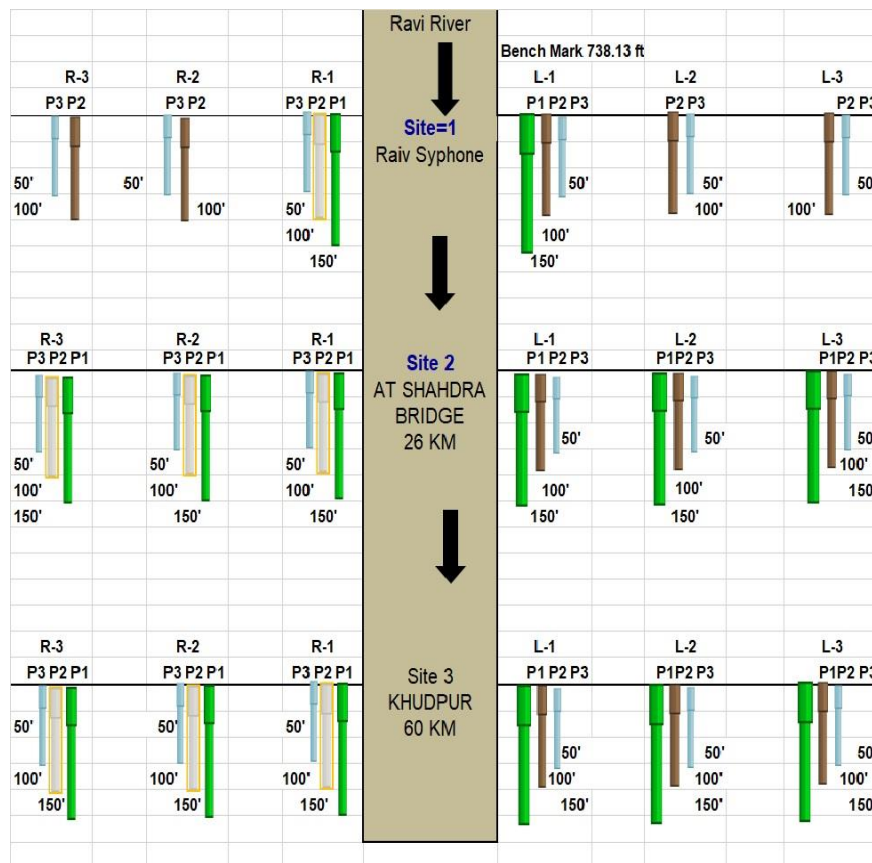 Ravi River
Bench Mark 738.13 ft
R-3 R-2 R-1 L-1 L-2 L-3
P3 P2 P3 P2 P3 P2 P1 P1 P2 P3 P2 P3 P2 P3
Site=1
Raiv Syphone
50' 50' 50' 50' 50'
100' 100' 50' 100' 100' 100'
100'
150' 150'
R-3 R-2 R-1 L-1 L-2 L-3
P3 P2 P1 P3 P2 P1 P3 P2 P1 P1 P2 P3 P1P2 P3 P1P2 P3
Site 2
AT SHAHDRA
BRIDGE
26 KM
50' 50' 50' 50' 50' 50'
100' 100' 100' 100' 100' 100'
150' 150' 150' 150' 150' 150'
R-3 R-2 R-1 L-1 L-2 L-3
P3 P2 P1 P3 P2 P1 P3 P2 P1 P1 P2 P3 P1P2 P3 P1P2 P3
Site 3
KHUDPUR
60 KM
50' 50' 50' 50' 50' 50'
100' 100' 100' 100' 100' 100'
150' 150' 150' 150' 150' 150'